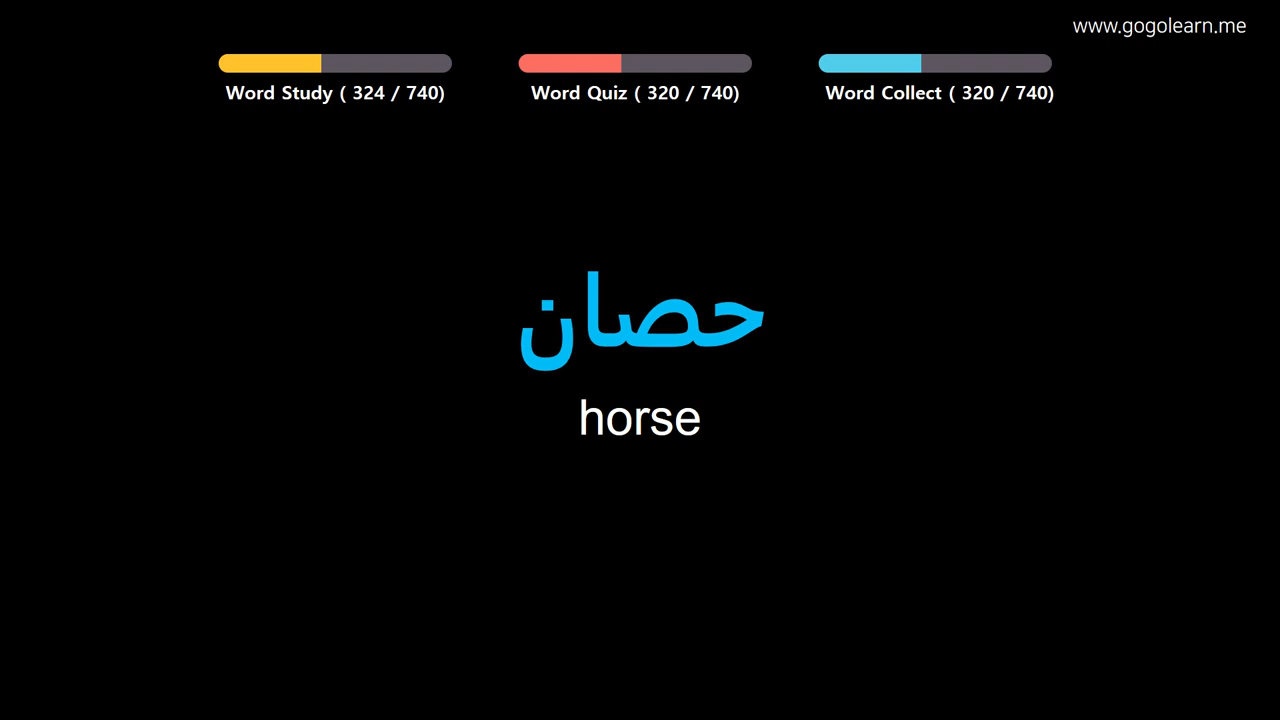 www.gogolearn.me
Word Study ( 324 / 740)
Word Quiz ( 320 / 740)
Word Collect ( 320 / 740)
حصان
horse